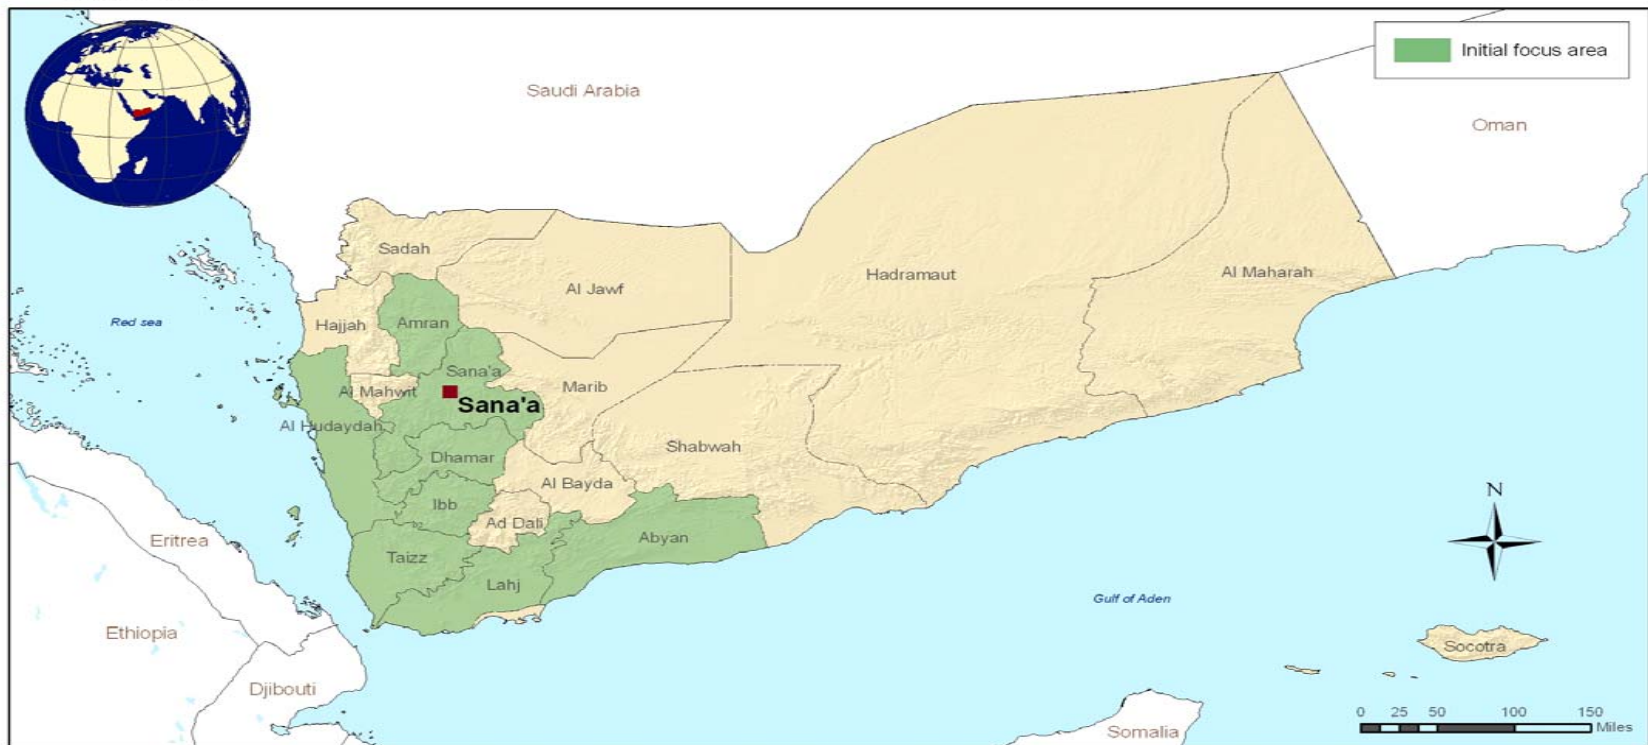 Initial focus area
Saudi Arabia
Oman
Sadah
Hadramaut
Al Maharah
Al Jawf
Red sea
Hajjah
Amran
Sana'a
Al Mahwit
Marib
Sana'a
Al Hudaydah
Shabwah
Dhamar
Al Bayda
Ibb
N
Ad Dali
Abyan
Eritrea
Taizz
Lahj
Gulf of Aden
Ethiopia
Socotra
Djibouti
0 25 50 100 150
Miles
Somalia